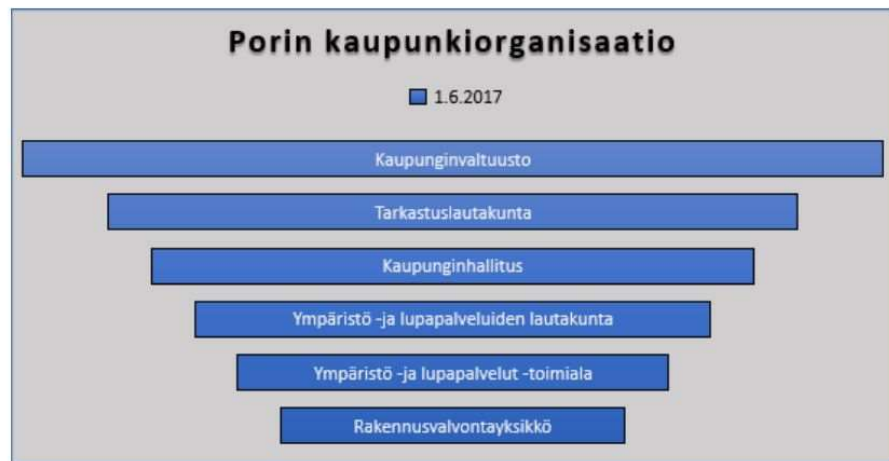 Porin kaupunkiorganisaatio
1.6.2017
Kaupunginvaltuusto
Tarkastuslautakunta
Kaupunginhallitus
Ympäristö -ja lupapalveluiden lautakunta
Ympäristö -ja lupapalvelut -toimiala
Rakennusvalvontayksikkö